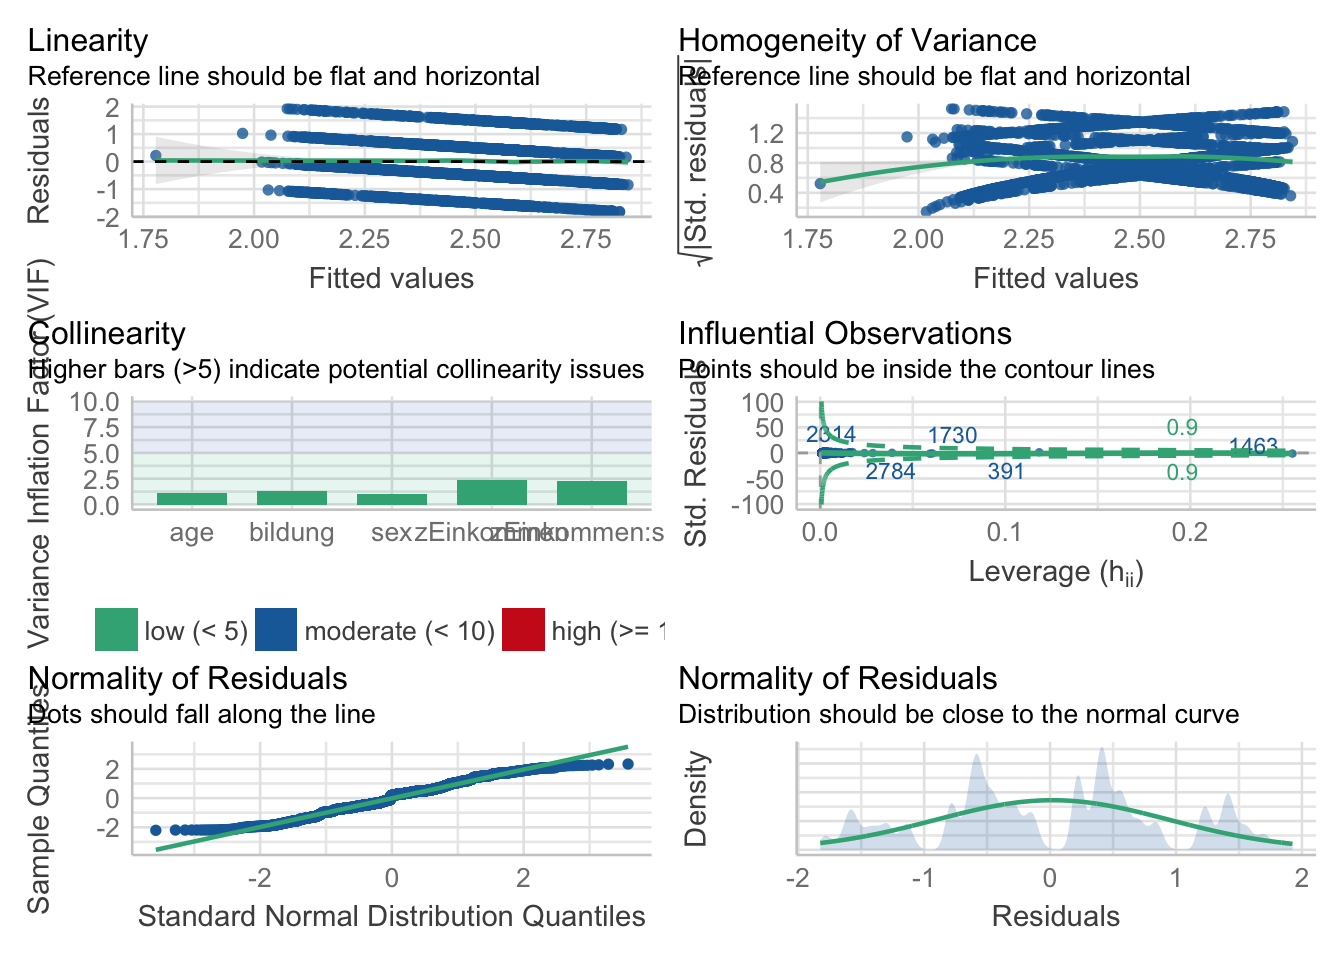 Linearity
Reference line should be flat and horizontal
Residuals
2
1
0
-1
-2
1.75 2.00 2.25 2.50 2.75
Fitted values
Homogeneity of Variance
Reference line should be flat and horizontal
√|Std. residuals|
1.2
0.8
0.4
1.75 2.00 2.25 2.50 2.75
Fitted values
Collinearity
Higher bars (>5) indicate potential collinearity issues
Variance Inflation Factor (VIF)
10.0
7.5
5.0
2.5
0.0
age bildung sex zEinkommen zEinkommen:s
low (< 5) moderate (< 10) high (>= 1
Influential Observations
Points should be inside the contour lines
Std. Residuals
100
50
0
-50
-100
2314 1730 0.9 1463
2784 391 0.9
0.0 0.1 0.2
Leverage (hii)
Normality of Residuals
Dots should fall along the line
Sample Quantiles
2
0
-2
-2 0 2
Standard Normal Distribution Quantiles
Normality of Residuals
Distribution should be close to the normal curve
Density
-2 -1 0 1 2
Residuals